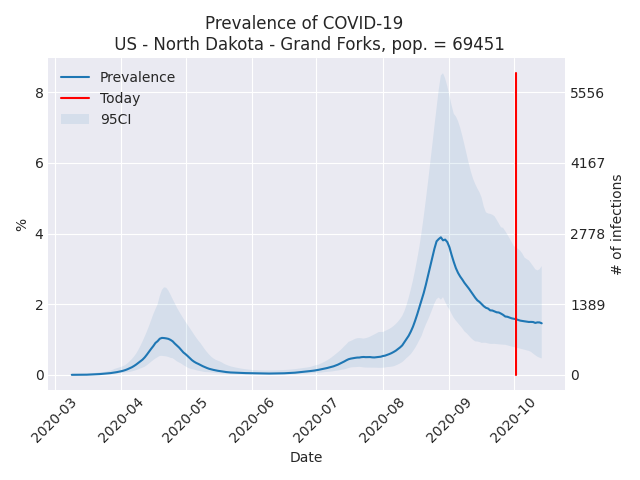 Prevalence of COVID-19
US - North Dakota - Grand Forks, pop. = 69451
Prevalence
Today
95CI
8
6
4
2
0
%
5556
4167
2778
1389
0
# of infections
2020-03
2020-04
2020-05
2020-06
2020-07
2020-08
2020-09
2020-10
Date